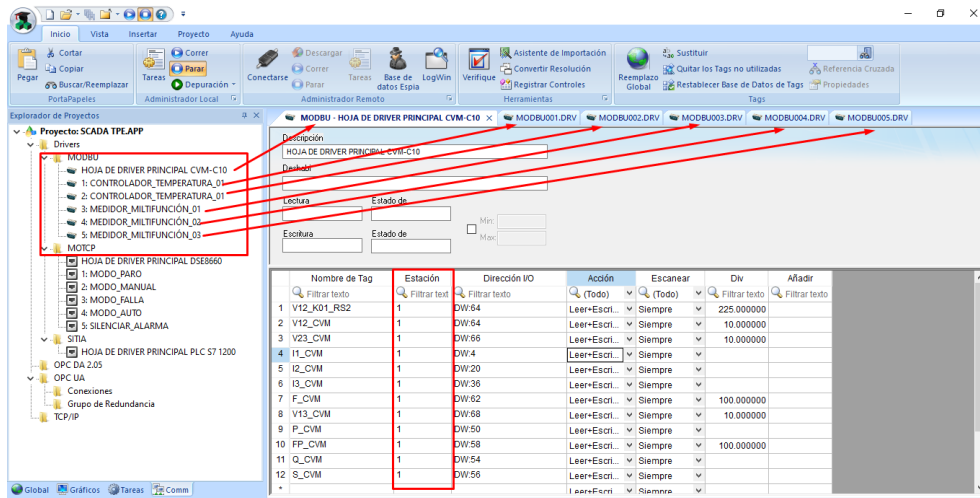 Inicio Vista Insertar Proyecto Ayuda
Pegar
Cortar
Copiar
Buscar/Reemplazar
PortaPapeles
Tareas
Correr
Parar
Depuración
Administrador Local
Conectarse
Descargar
Correr
Parar
Tareas
Base de datos Espia
LogWin
Administrador Remoto
Verifique
Asistente de Importación
Convertir Resolución
Registrar Controles
Herramientas
Reemplazo Global
Sustituir
Quitar los Tags no utilizadas
Restablecer Base de Datos de Tags
Referencia Cruzada
Propiedades
Tags
Explorador de Proyectos
Proyecto: SCADA TPE.APP
Drivers
MODBU
HOJA DE DRIVER PRINCIPAL CVM-C10
1: CONTROLADOR_TEMPERATURA_01
2: CONTROLADOR_TEMPERATURA_01
3: MEDIDOR_MILTIFUNCIÓN_01
4: MEDIDOR_MILTIFUNCIÓN_02
5: MEDIDOR_MILTIFUNCIÓN_03
MOTCP
HOJA DE DRIVER PRINCIPAL DSE8660
1: MODO_PARO
2: MODO_MANUAL
3: MODO_FALLA
4: MODO_AUTO
5: SILENCIAR_ALARMA
SITIA
HOJA DE DRIVER PRINCIPAL PLC S7 1200
OPC DA 2.05
OPC UA
Conexiones
Grupo de Redundancia
TCP/IP
Global Gráficos Tareas Comm
MODBU - HOJA DE DRIVER PRINCIPAL CVM-C10 MODBU001.DRV MODBU002.DRV MODBU003.DRV MODBU004.DRV MODBU005.DRV
Descripción
HOJA DE DRIVER PRINCIPAL CVM-C10
Deshabi
Lectura Estado de
Escritura Estado de
Min:
Max:
Nombre de Tag Estación Dirección I/O Acción Escanear Div Añadir
Filtrar texto Filtrar text Filtrar texto (Todo) (Todo) Filtrar texto Filtrar texto
1 V12_K01_RS2 1 DW:64 Leer+Escri... Siempre 225.000000
2 V12_CVM 1 DW:64 Leer+Escri... Siempre 10.000000
3 V23_CVM 1 DW:66 Leer+Escri... Siempre 10.000000
4 I1_CVM 1 DW:4 Leer+Escri... Siempre
5 I2_CVM 1 DW:20 Leer+Escri... Siempre
6 I3_CVM 1 DW:36 Leer+Escri... Siempre
7 F_CVM 1 DW:62 Leer+Escri... Siempre 100.000000
8 V13_CVM 1 DW:68 Leer+Escri... Siempre 10.000000
9 P_CVM 1 DW:50 Leer+Escri... Siempre
10 FP_CVM 1 DW:58 Leer+Escri... Siempre 100.000000
11 Q_CVM 1 DW:54 Leer+Escri... Siempre
12 S_CVM 1 DW:56 Leer+Escri... Siempre
* Leer+Escri... Siempre